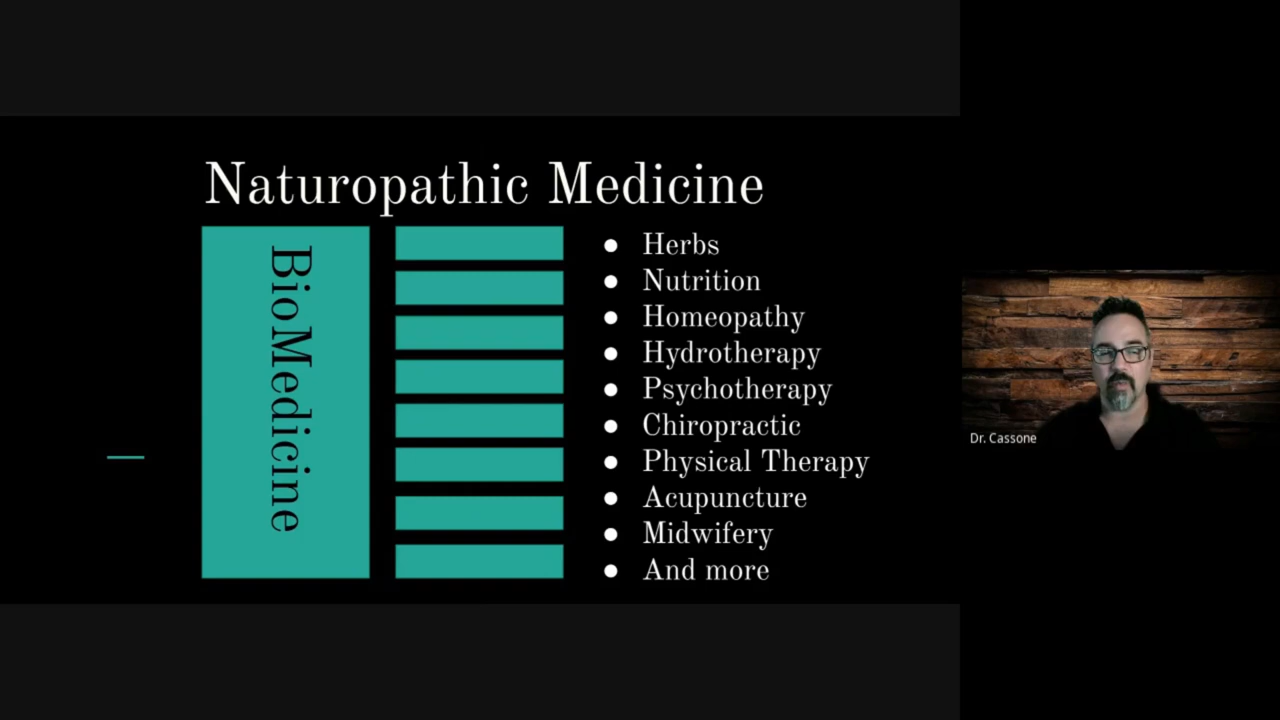 Naturopathic Medicine
BioMedicine
● Herbs
● Nutrition
● Homeopathy
● Hydrotherapy
● Psychotherapy
● Chiropractic
● Physical Therapy
● Acupuncture
● Midwifery
● And more
Dr. Cassone